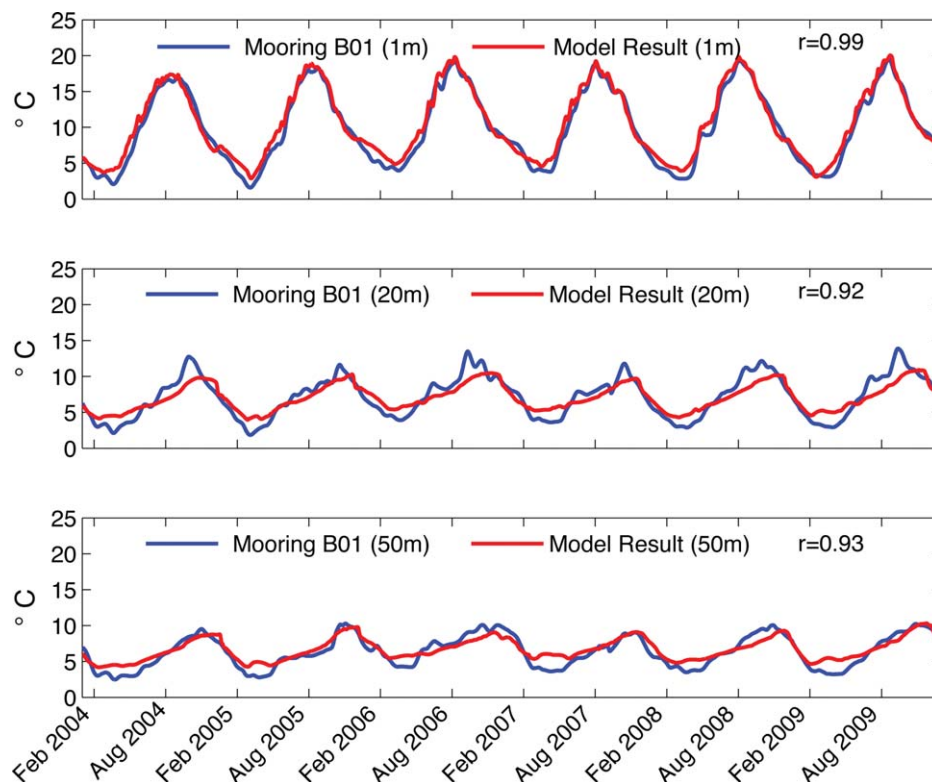 25
20
15
10
5
0
° C
Mooring B01 (1m) Model Result (1m) r=0.99
25
20
15
10
5
0
° C
Mooring B01 (20m) Model Result (20m) r=0.92
25
20
15
10
5
0
° C
Mooring B01 (50m) Model Result (50m) r=0.93
Feb 2004
Aug 2004
Feb 2005
Aug 2005
Feb 2006
Aug 2006
Feb 2007
Aug 2007
Feb 2008
Aug 2008
Feb 2009
Aug 2009